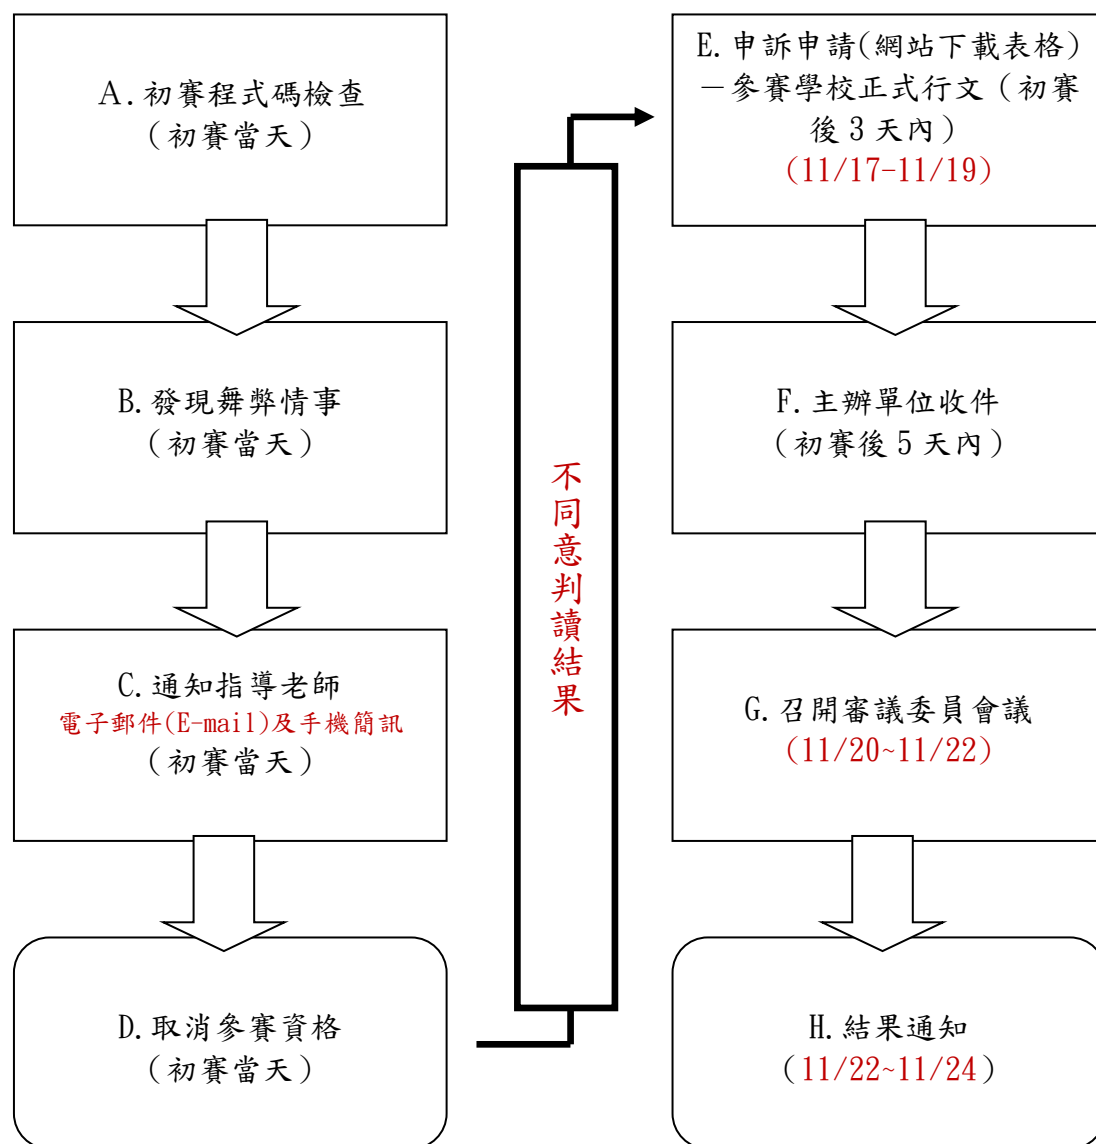 A.初賽程式碼檢查
（初賽當天）
B.發現舞弊情事
（初賽當天）
C.通知指導老師
電子郵件(E-mail)及手機簡訊
（初賽當天）
D.取消參賽資格
（初賽當天）
不同意判讀結果
E.申訴申請(網站下載表格)
－參賽學校正式行文（初賽
後 3 天內）
(11/17-11/19)
F.主辦單位收件
（初賽後 5 天內）
G.召開審議委員會議
(11/20~11/22)
H.結果通知
（11/22~11/24）